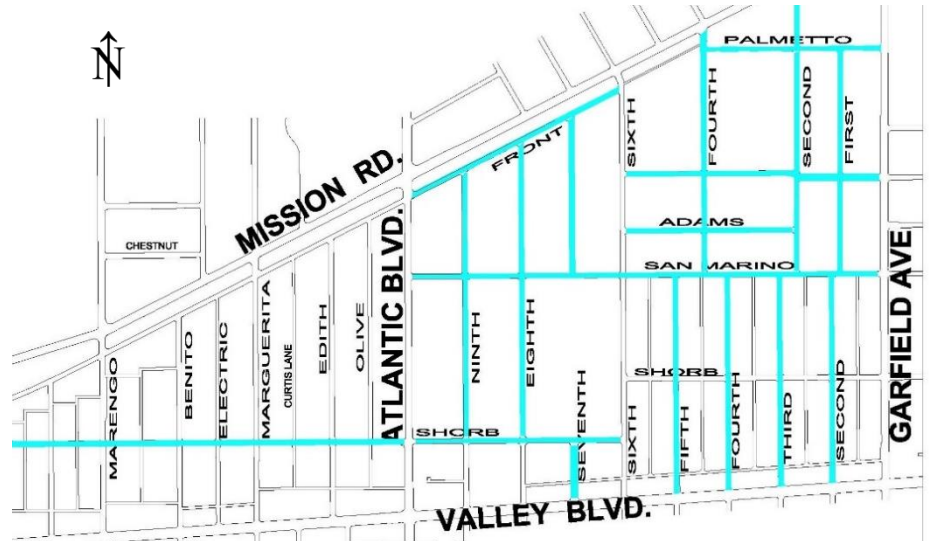 N
PALMETTO
SIXTH
FOURTH
SECOND
FIRST
FRONT
MISSION RD.
CHESTNUT
ADAMS
SAN MARINO
ATLANTIC BLVD.
GARFIELD AVE
MARENGO
BENITO
ELECTRIC
MARGUERITA
CURTIS LANE
EDITH
OLIVE
NINTH
EIGHTH
SHORB
SHORB
SEVENTH
SIXTH
FIFTH
FOURTH
THIRD
SECOND
VALLEY BLVD.